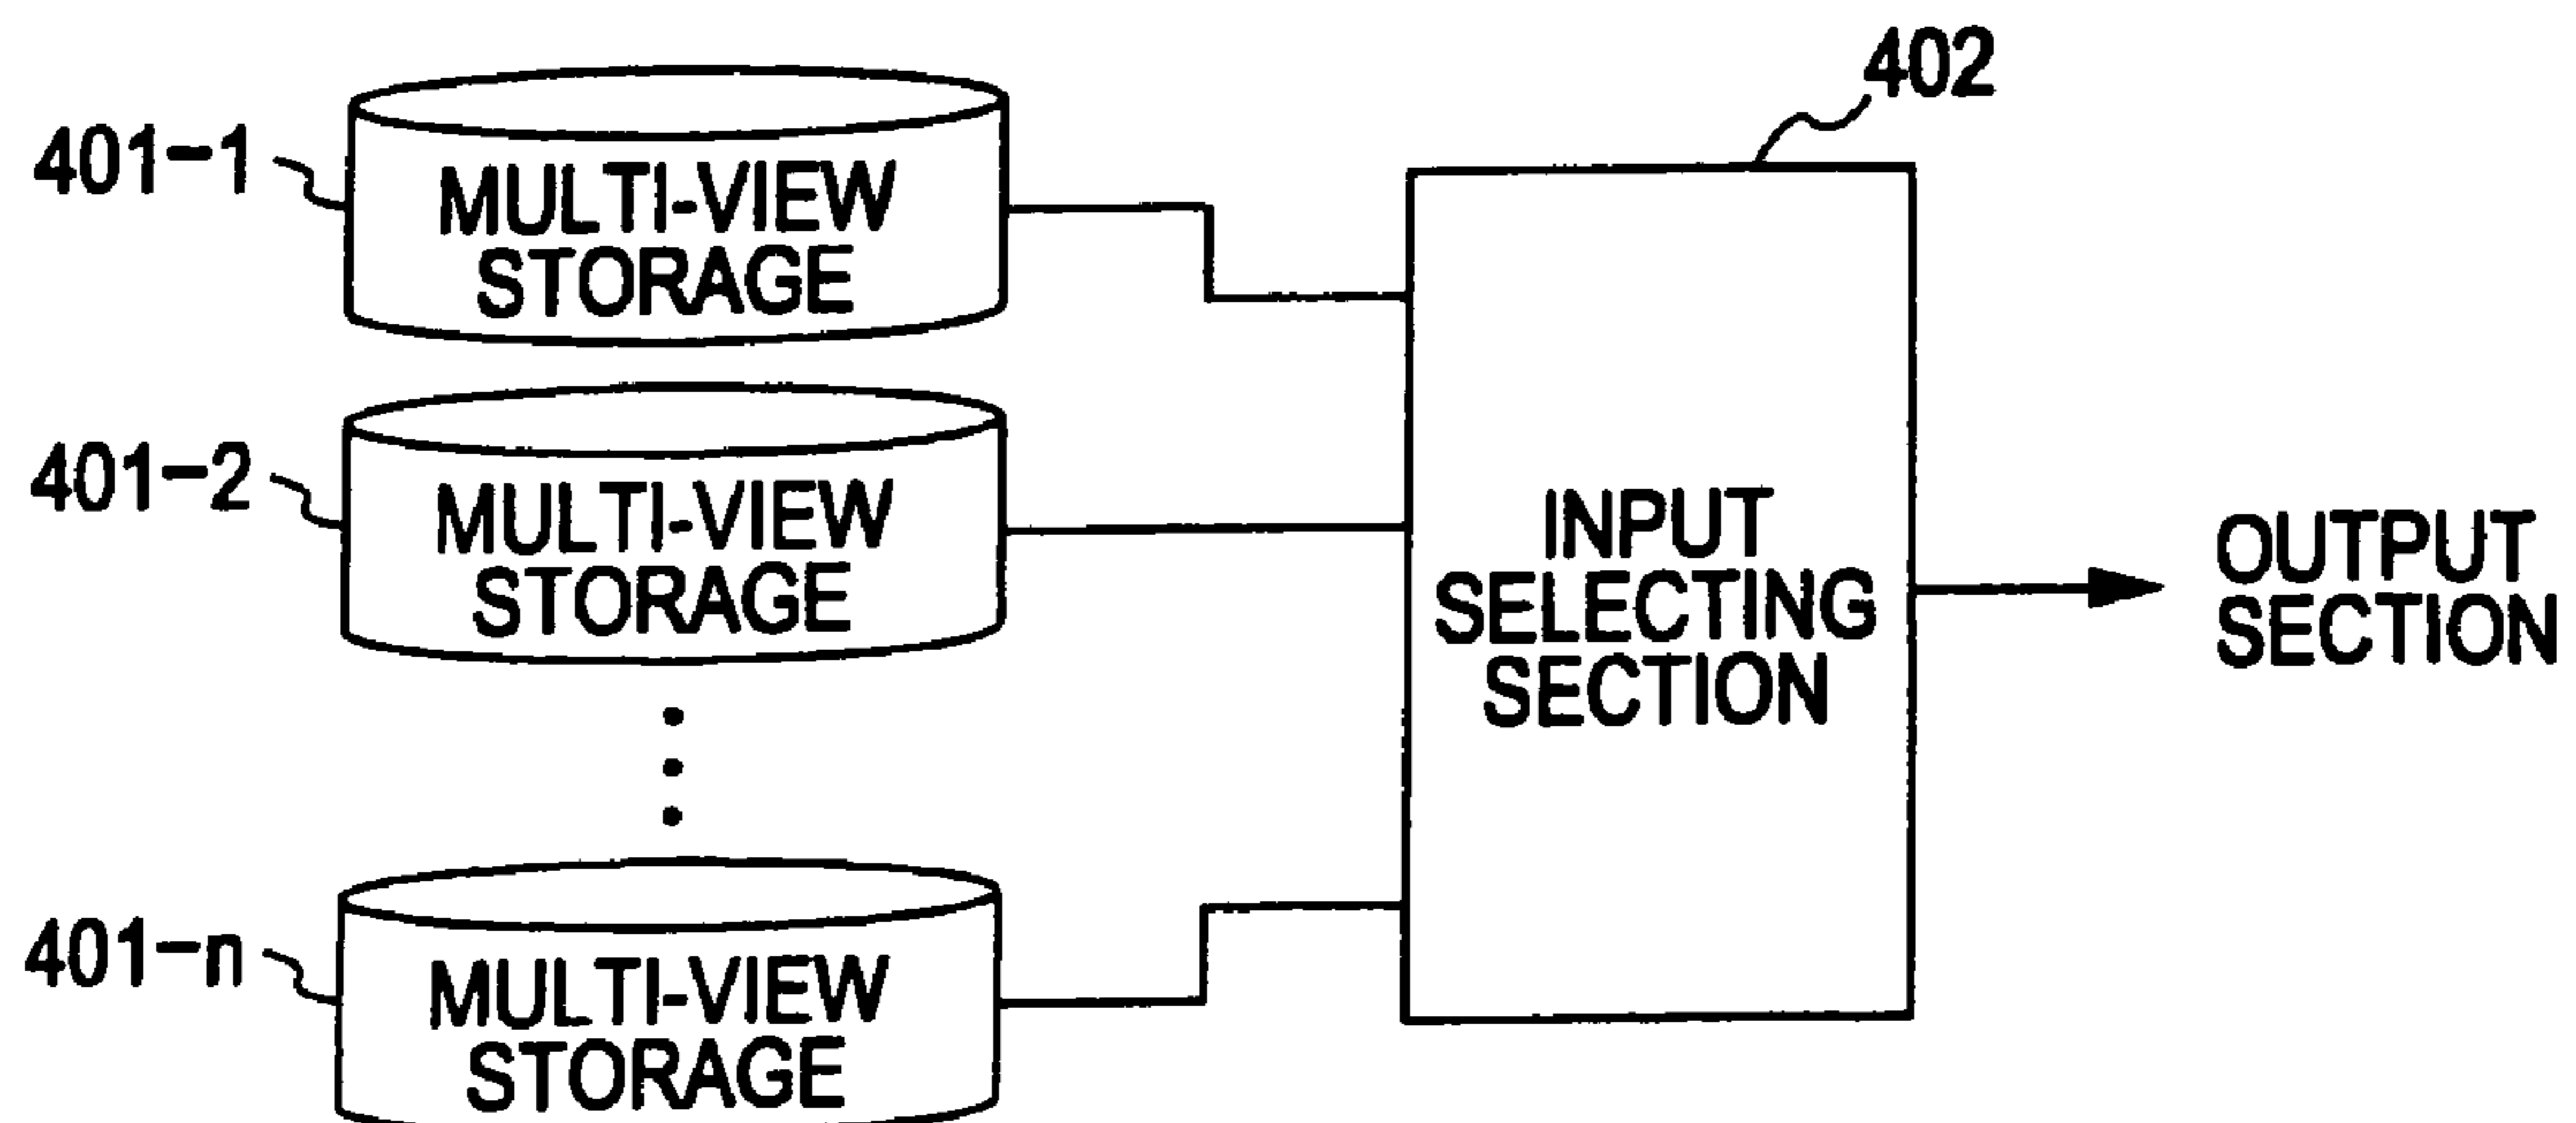 402
401-1
MULTI-VIEW
STORAGE
401-2
MULTI-VIEW
STORAGE
INPUT
SELECTING
SECTION
OUTPUT
SECTION
401-n
MULTI-VIEW
STORAGE